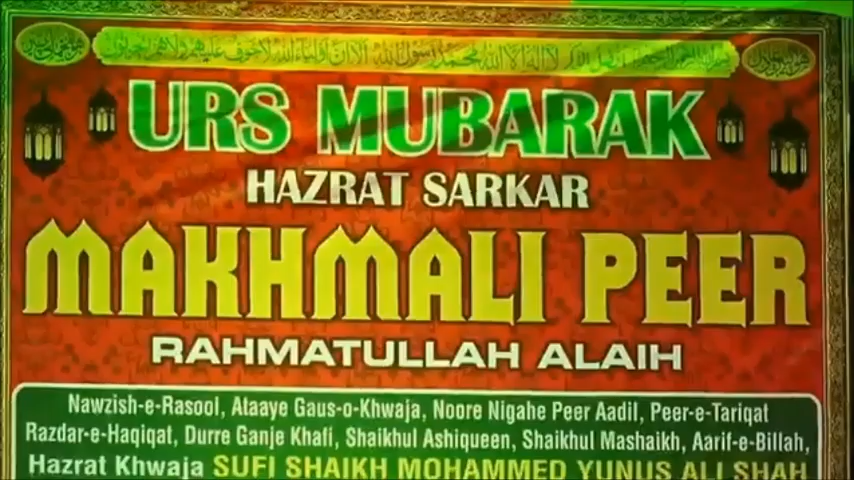 URS MUBARAK
HAZRAT SARKAR
MAKHMALI PEER
RAHMATULLAH ALAIH
Nawzish-e-Rasool, Ataaye Gaus-o-Khwaja, Noore Nigahe Peer Aadil, Peer-e-Tariqat
Razdar-e-Haqiqat, Durre Ganje Khafi, Shaikhul Ashiqueen, Shaikhul Mashaikh, Aarif-e-Billah,
Hazrat Khwaja SUFI SHAIKH MOHOMMED YUNUS ALI SHAH